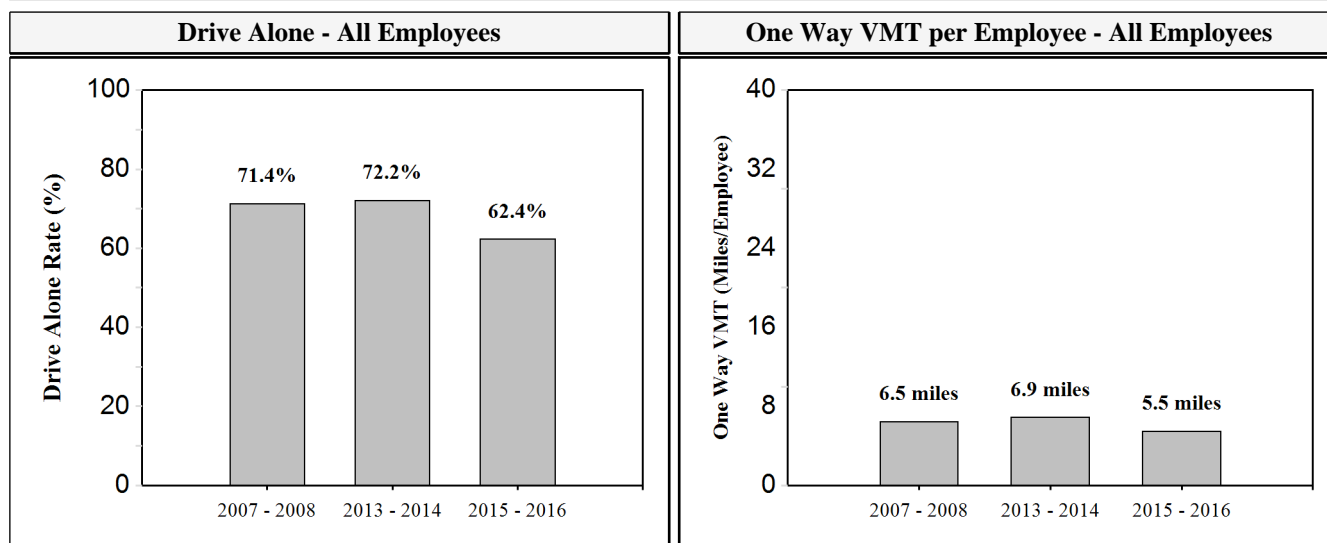 Drive Alone - All Employees
Drive Alone Rate (%)
100
80
60
40
20
0
71.4%
72.2%
62.4%
2007 - 2008
2013 - 2014
2015 - 2016
One Way VMT per Employee - All Employees
One Way VMT (Miles/Employee)
40
32
24
16
8
0
6.5 miles
6.9 miles
5.5 miles
2007 - 2008
2013 - 2014
2015 - 2016